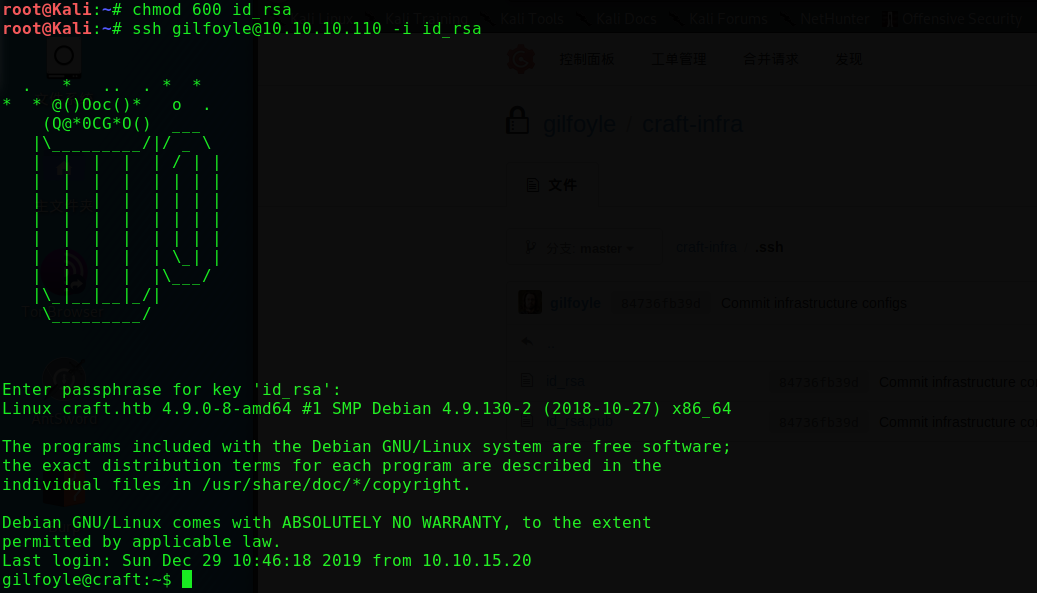 root@Kali:~# chmod 600 id_rsa
root@Kali:~# ssh gilfoyle@10.10.10.110 -i id_rsa
  .   *   ..  . *  *
*  * @()Ooc()*   o  .
    (Q@*0CG*O()  ___
   |\_________/|/ _ \
   |  |  |  |  | / | |
   |  |  |  |  | | | |
   |  |  |  |  | | | |
   |  |  |  |  | | | |
   |  |  |  |  | | | |
   |  |  |  |  | \_| |
   |  |  |  |  |\___/
   |\_|__|__|_/|
    \_________/
Enter passphrase for key 'id_rsa':
Linux craft.htb 4.9.0-8-amd64 #1 SMP Debian 4.9.130-2 (2018-10-27) x86_64
The programs included with the Debian GNU/Linux system are free software;
the exact distribution terms for each program are described in the
individual files in /usr/share/doc/*/copyright.
Debian GNU/Linux comes with ABSOLUTELY NO WARRANTY, to the extent
permitted by applicable law.
Last login: Sun Dec 29 10:46:18 2019 from 10.10.15.20
gilfoyle@craft:~$
Kali Tools Kali Docs Kali Forums NetHunter Offensive Security
控制面板 工单管理 合并请求 发现
gilfoyle / craft-infra
文件
分支: master craft-infra .ssh
gilfoyle 84736fb39d Commit infrastructure configs
id_rsa 84736fb39d Commit infrastructure co
id_rsa.pub 84736fb39d Commit infrastructure co